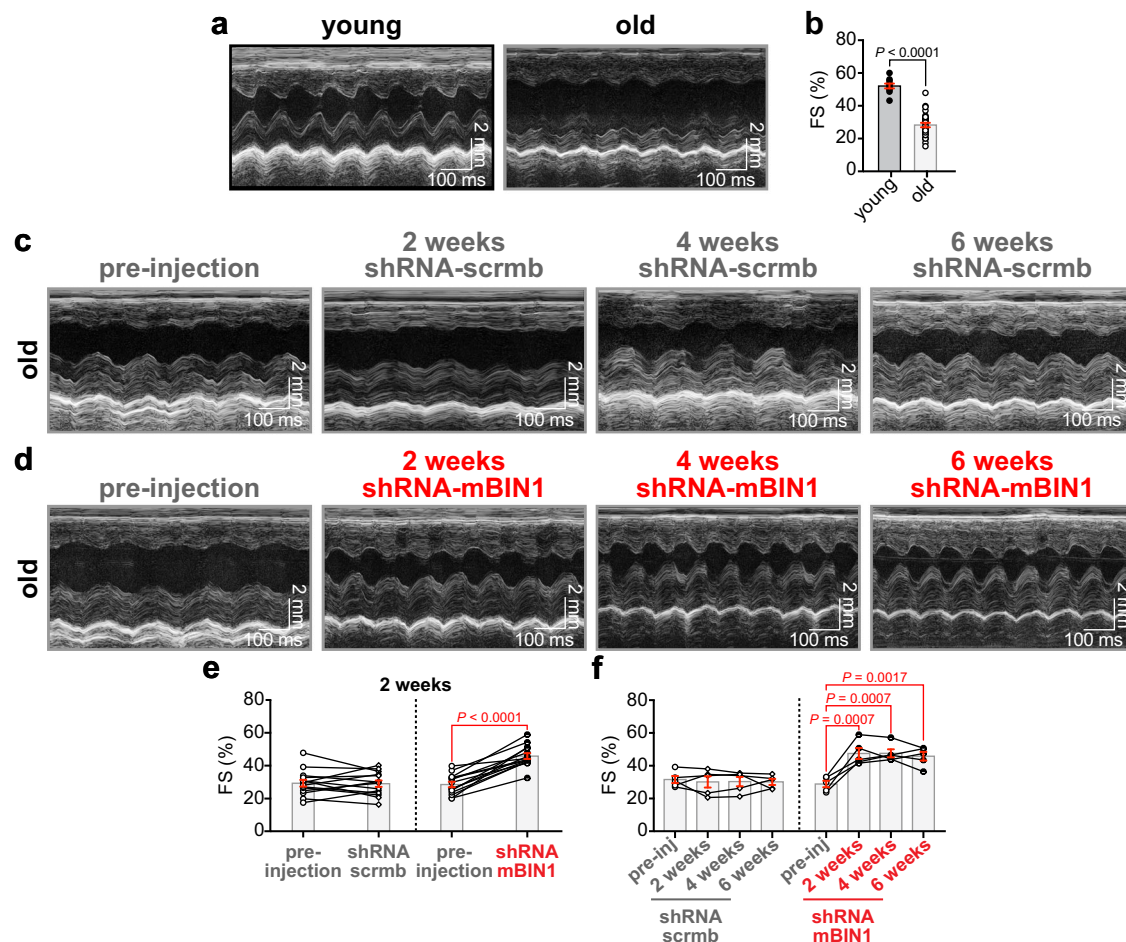 a
young
old
2 mm
100 ms
2 mm
100 ms
b
FS (%)
80
60
40
20
0
P < 0.0001
young
old
c
old
pre-injection
2 weeks
shRNA-scrmb
4 weeks
shRNA-scrmb
6 weeks
shRNA-scrmb
2 mm
100 ms
2 mm
100 ms
2 mm
100 ms
2 mm
100 ms
d
old
pre-injection
2 weeks
shRNA-mBIN1
4 weeks
shRNA-mBIN1
6 weeks
shRNA-mBIN1
2 mm
100 ms
2 mm
100 ms
2 mm
100 ms
2 mm
100 ms
e
2 weeks
FS (%)
80
60
40
20
0
P < 0.0001
pre-
injection
shRNA
scrmb
pre-
injection
shRNA
mBIN1
f
FS (%)
80
60
40
20
0
P = 0.0017
P = 0.0007
P = 0.0007
pre-inj
2 weeks
4 weeks
6 weeks
shRNA
scrmb
pre-inj
2 weeks
4 weeks
6 weeks
shRNA
mBIN1